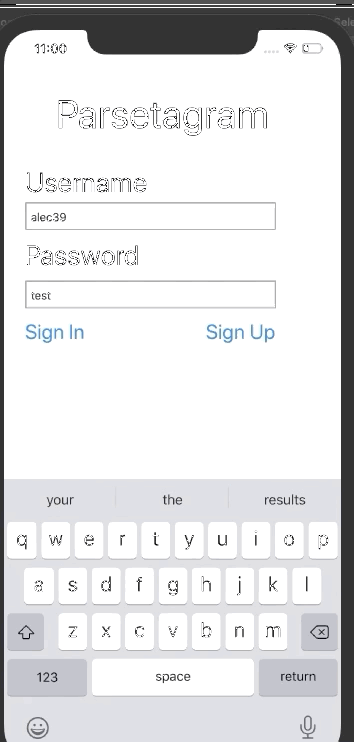 11:00
Parsetagram
Username
alec39
Password
test
Sign In Sign Up
your the results
q w e r t y u i o p
a s d f g h j k l
z x c v b n m
123 space return